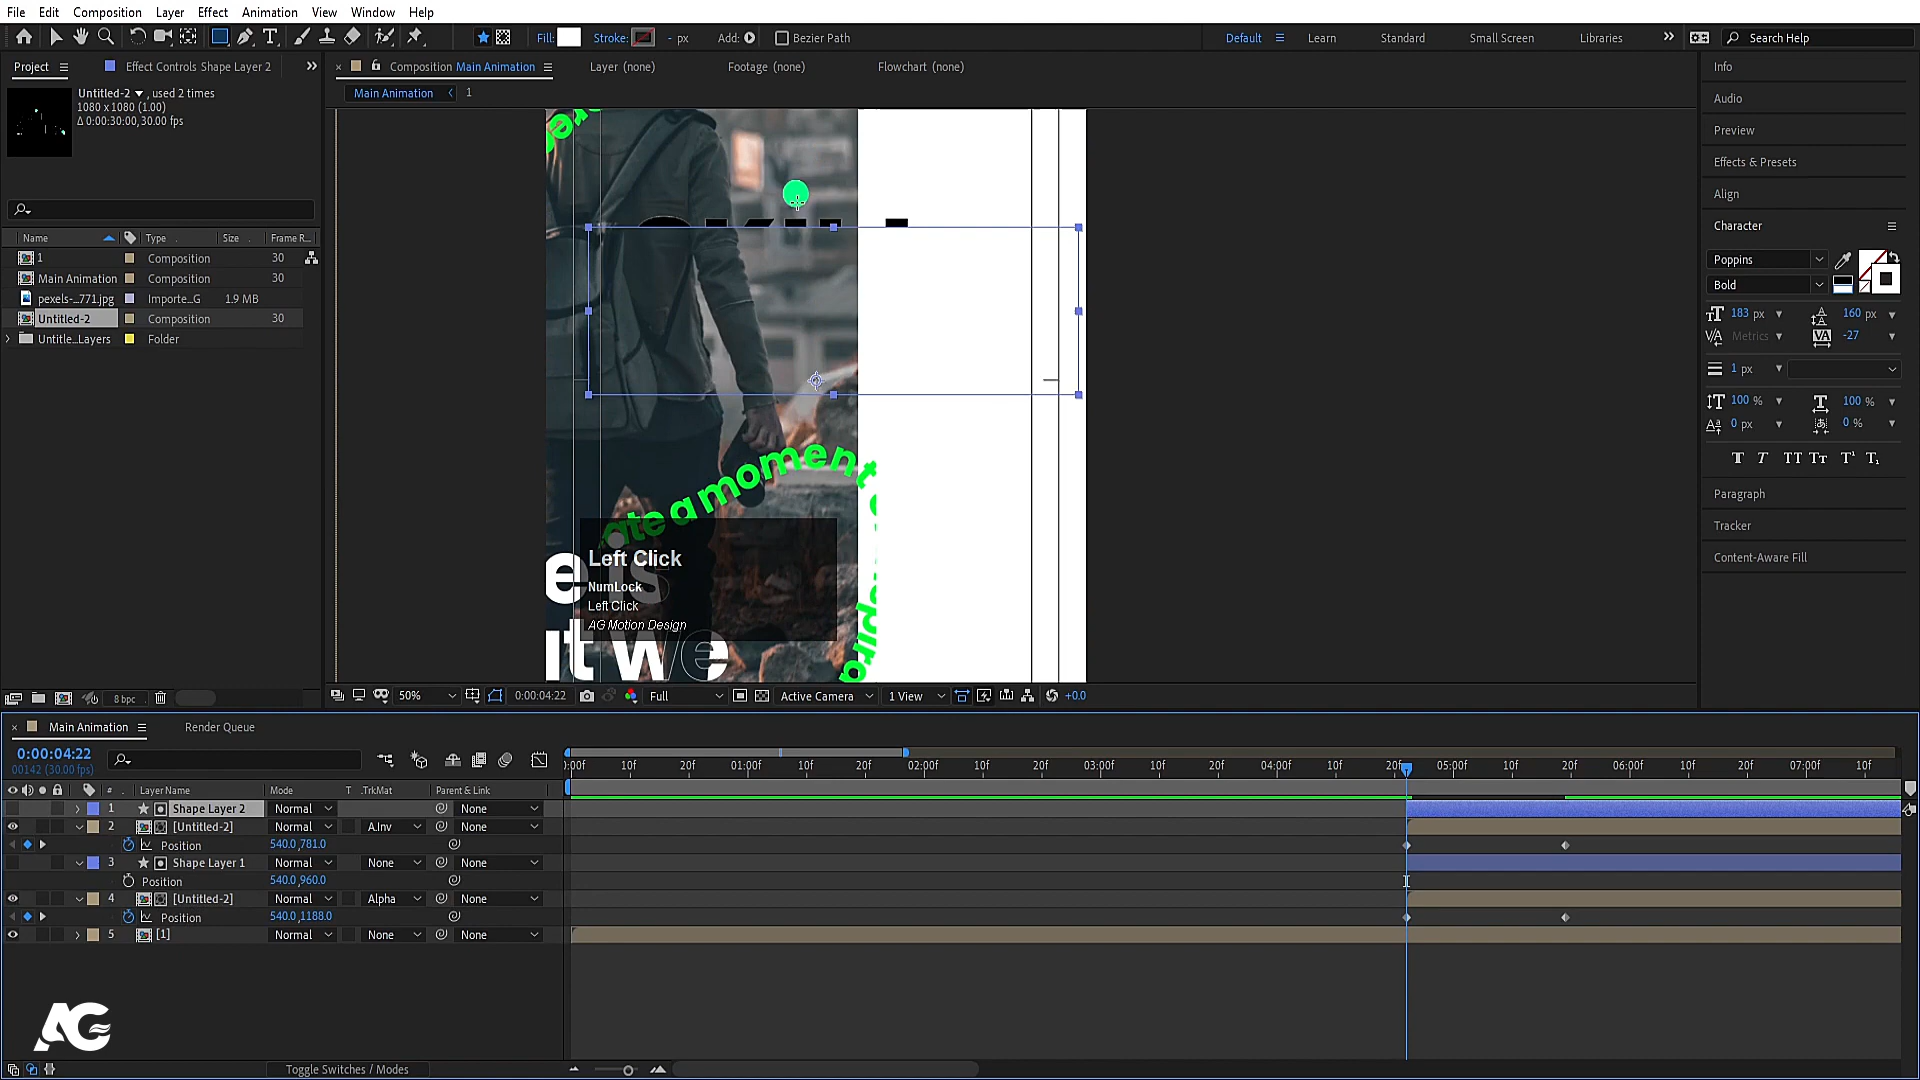 File Edit Composition Layer Effect Animation View Window Help
Fill: Stroke: - px Add: Bezier Path Default Learn Standard Small Screen Libraries Search Help
Project Effect Controls Shape Layer 2 Composition Main Animation Layer (none) Footage (none) Flowchart (none)
Untitled-2 , used 2 times
1080 x 1080 (1.00)
Δ 0:00:30:00, 30.00 fps
Main Animation 1
Name Type Size Frame R...
1 Composition 30
Main Animation Composition 30
pexels-...771.jpg Importe...G 1.9 MB
Untitled-2 Composition 30
Untitle...Layers Folder
8 bpc
ate a moment
e is
it we
Left Click
NumLock
Left Click
AG Motion Design
50% 0:00:04:22 Full Active Camera 1 View +0.0
Info
Audio
Preview
Effects & Presets
Align
Character
Poppins
Bold
183 px 160 px
Metrics -27
1 px
100 % 100 %
0 px 0 %
T T TT Tt T¹ T₁
Paragraph
Tracker
Content-Aware Fill
Main Animation Render Queue
0:00:04:22
00142 (30.00 fps)
:00f 10f 20f 01:00f 10f 20f 02:00f 10f 20f 03:00f 10f 20f 04:00f 10f 20f 05:00f 10f 20f 06:00f 10f 20f 07:00f 10f
# Layer Name Mode T .TrkMat Parent & Link
1 Shape Layer 2 Normal None
2 [Untitled-2] Normal A.Inv None
Position 540.0,781.0
3 Shape Layer 1 Normal None None
Position 540.0,960.0
4 [Untitled-2] Normal Alpha None
Position 540.0,1188.0
5 [1] Normal None None
AG
Toggle Switches / Modes